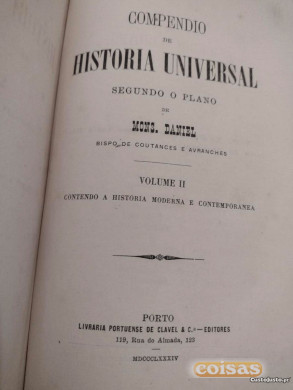 COMPENDIO
DE
HISTORIA UNIVERSAL
SEGUNDO O PLANO
DE
MONS. DANIEL
BISPO DE COUTANCES E AVRANCHES
VOLUME II
CONTENDO A HISTORIA MODERNA E CONTEMPORANEA
PORTO
LIVRARIA PORTUENSE DE CLAVEL & C.ª—EDITORES
119, Rua do Almada, 123
MDCCCLXXXIV
coisas